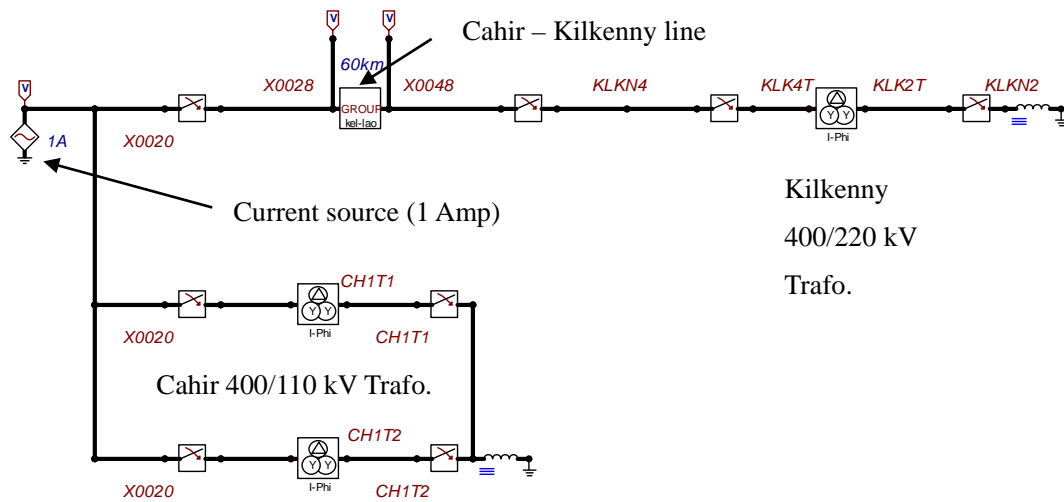 V
V
V
Cahir – Kilkenny line
60km
X0028
X0048
KLKN4
KLK4T
KLK2T
KLKN2
GROUP
kel-lao
1A
X0020
I-Phi
Current source (1 Amp)
Kilkenny
400/220 kV
Trafo.
CH1T1
Y Y
X0020
I-Phi
CH1T1
Cahir 400/110 kV Trafo.
CH1T2
Y Y
X0020
I-Phi
CH1T2
Y Y